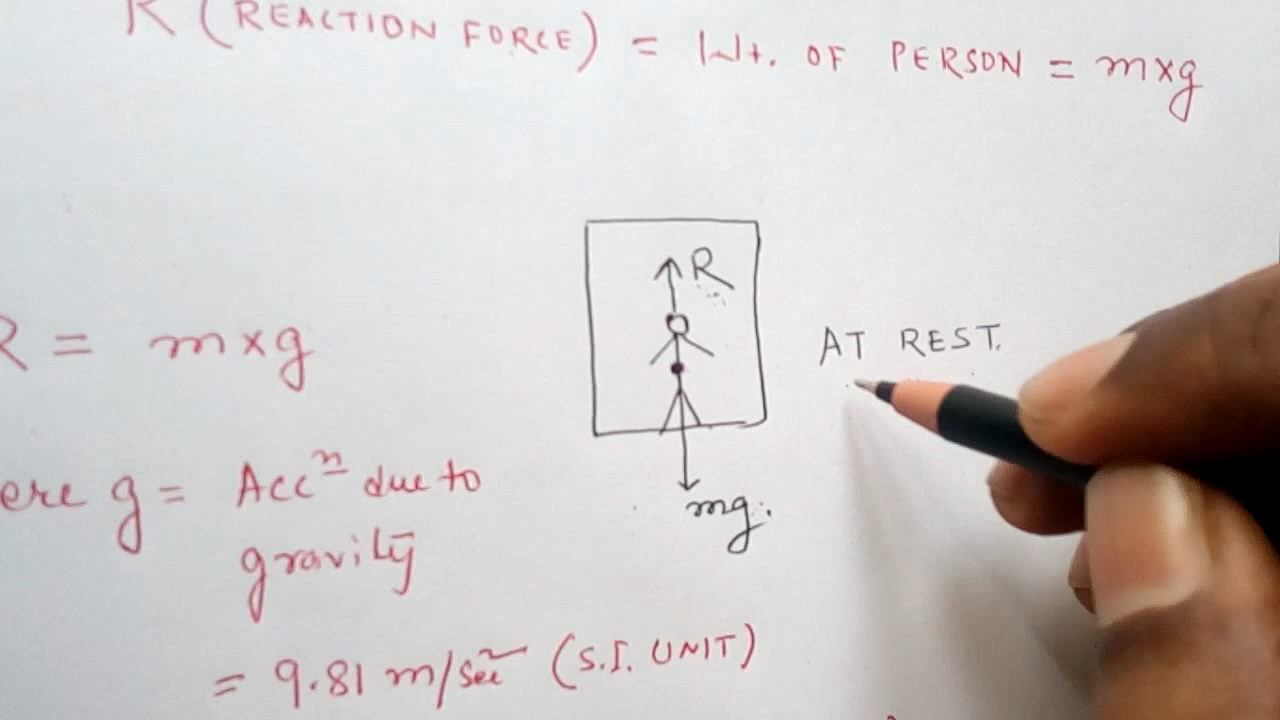 R (REACTION FORCE) = Wt. OF PERSON = m×g
R
R = m×g
AT REST.
ere g = Accⁿ due to
gravity
mg.
= 9.81 m/sec² (S.I. UNIT)